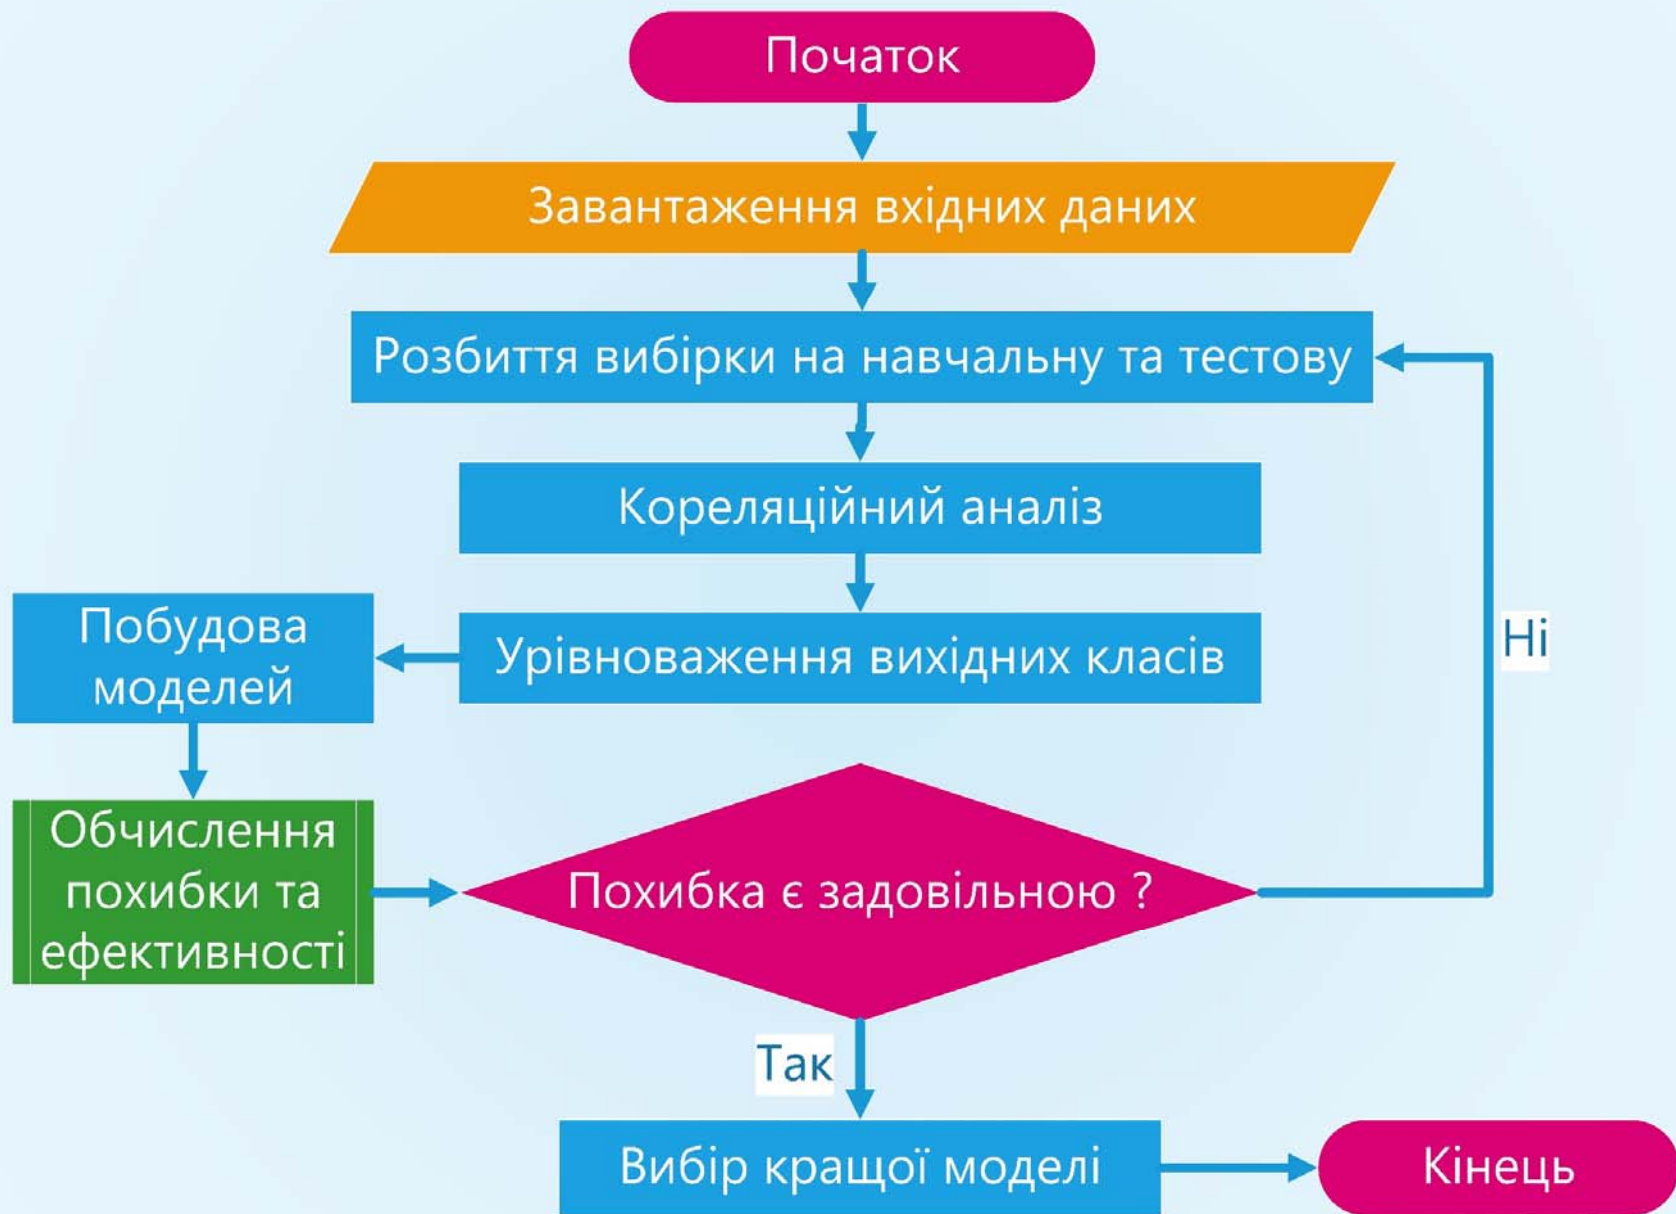 Початок
Завантаження вхідних даних
Розбиття вибірки на навчальну та тестову
Кореляційний аналіз
Урівноваження вихідних класів
Побудова
моделей
Обчислення
похибки та
ефективності
Похибка є задовільною ?
Ні
Так
Вибір кращої моделі
Кінець